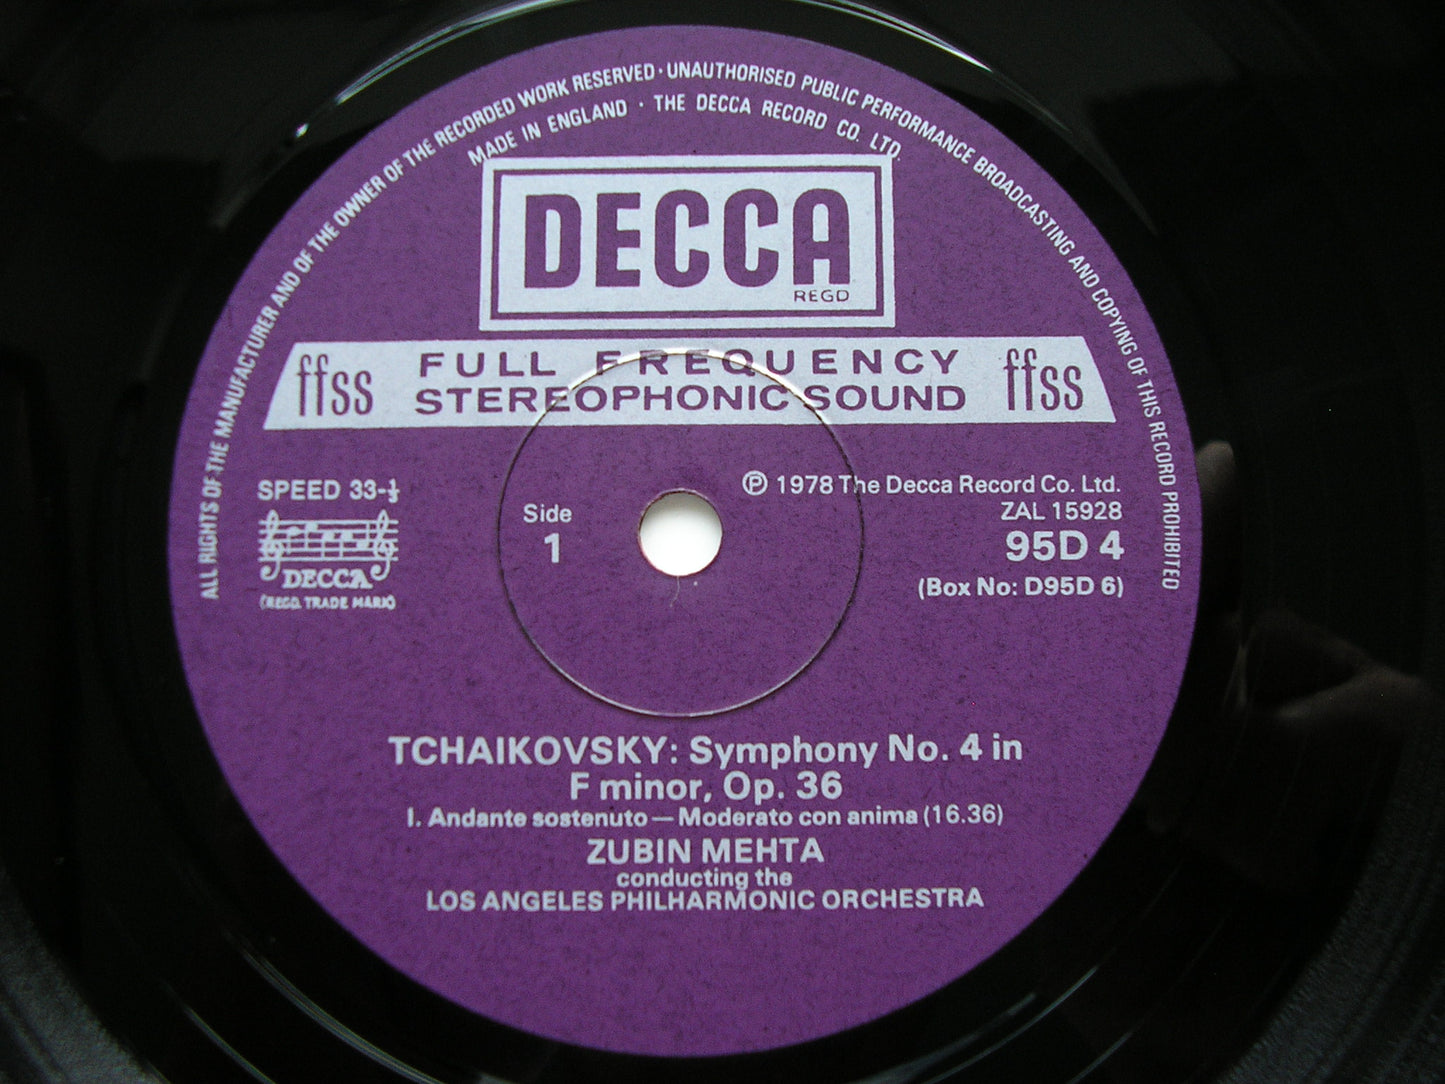 ALL RIGHTS OF THE MANUFACTURER AND OF THE OWNER OF THE RECORDED WORK RESERVED · UNAUTHORISED PUBLIC PERFORMANCE BROADCASTING AND COPYING OF THIS RECORD PROHIBITED
MADE IN ENGLAND · THE DECCA RECORD CO. LTD.
DECCA
REGD
ffss FULL FREQUENCY STEREOPHONIC SOUND ffss
SPEED 33-⅓
DECCA
(REGD. TRADE MARK)
Side
1
Ⓟ 1978 The Decca Record Co. Ltd.
ZAL 15928
95D 4
(Box No: D95D 6)
TCHAIKOVSKY: Symphony No. 4 in
F minor, Op. 36
I. Andante sostenuto — Moderato con anima (16.36)
ZUBIN MEHTA
conducting the
LOS ANGELES PHILHARMONIC ORCHESTRA